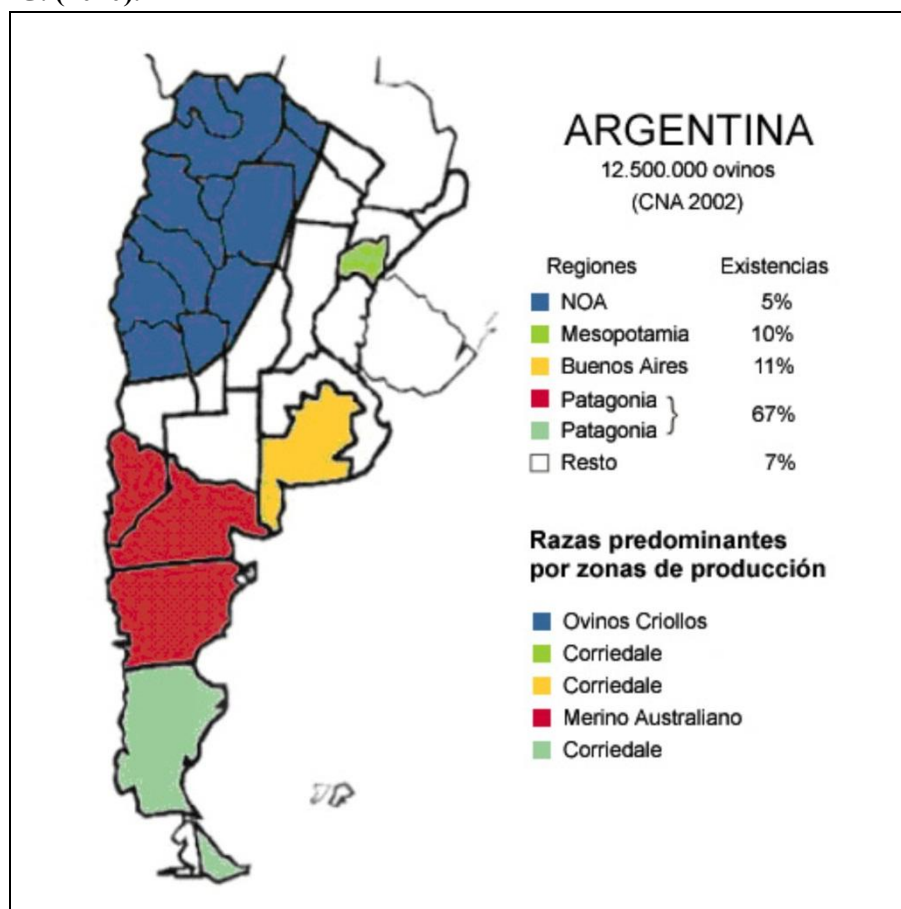 ARGENTINA
12.500.000 ovinos
(CNA 2002)
Regiones Existencias
NOA 5%
Mesopotamia 10%
Buenos Aires 11%
Patagonia
Patagonia } 67%
Resto 7%
Razas predominantes
por zonas de producción
Ovinos Criollos
Corriedale
Corriedale
Merino Australiano
Corriedale